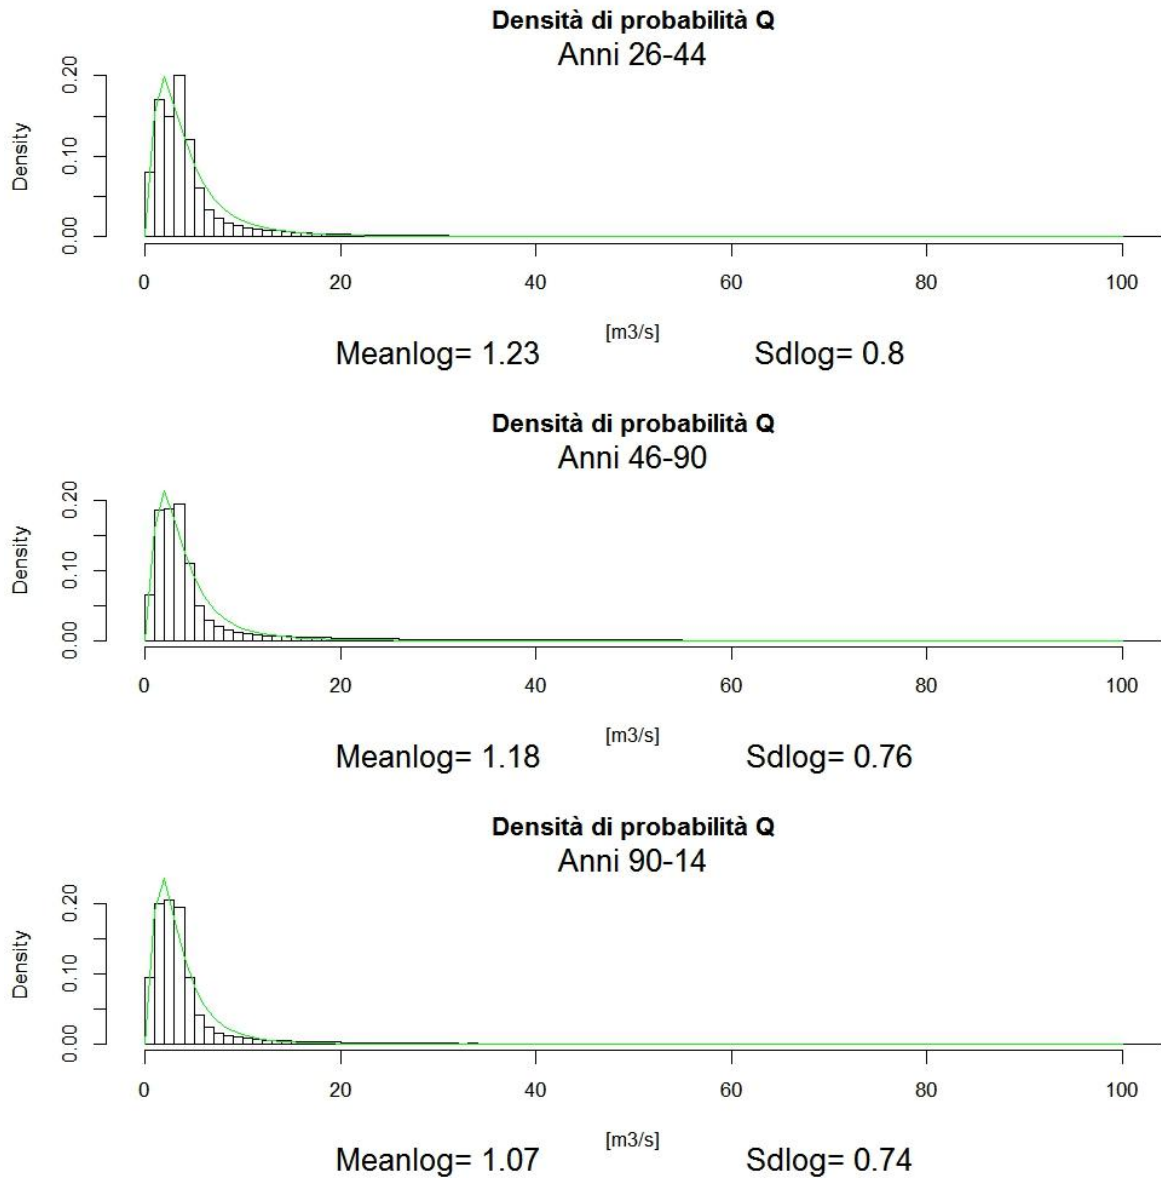 Densità di probabilità Q
Anni 26-44
Density
0.20
0.10
0.00
0 20 40 60 80 100
[m3/s]
Meanlog= 1.23 Sdlog= 0.8
Densità di probabilità Q
Anni 46-90
Density
0.20
0.10
0.00
0 20 40 60 80 100
[m3/s]
Meanlog= 1.18 Sdlog= 0.76
Densità di probabilità Q
Anni 90-14
Density
0.20
0.10
0.00
0 20 40 60 80 100
[m3/s]
Meanlog= 1.07 Sdlog= 0.74